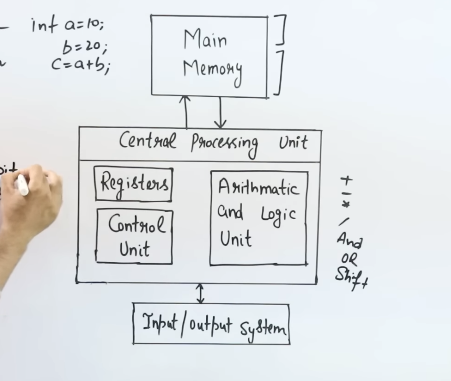 int a=10;
b=20;
C=a+b;
Main
Memory
Central Processing Unit
Registers
Control
Unit
Arithmatic
and Logic
Unit
+
-
*
/
And
OR
Shift
Input/output System